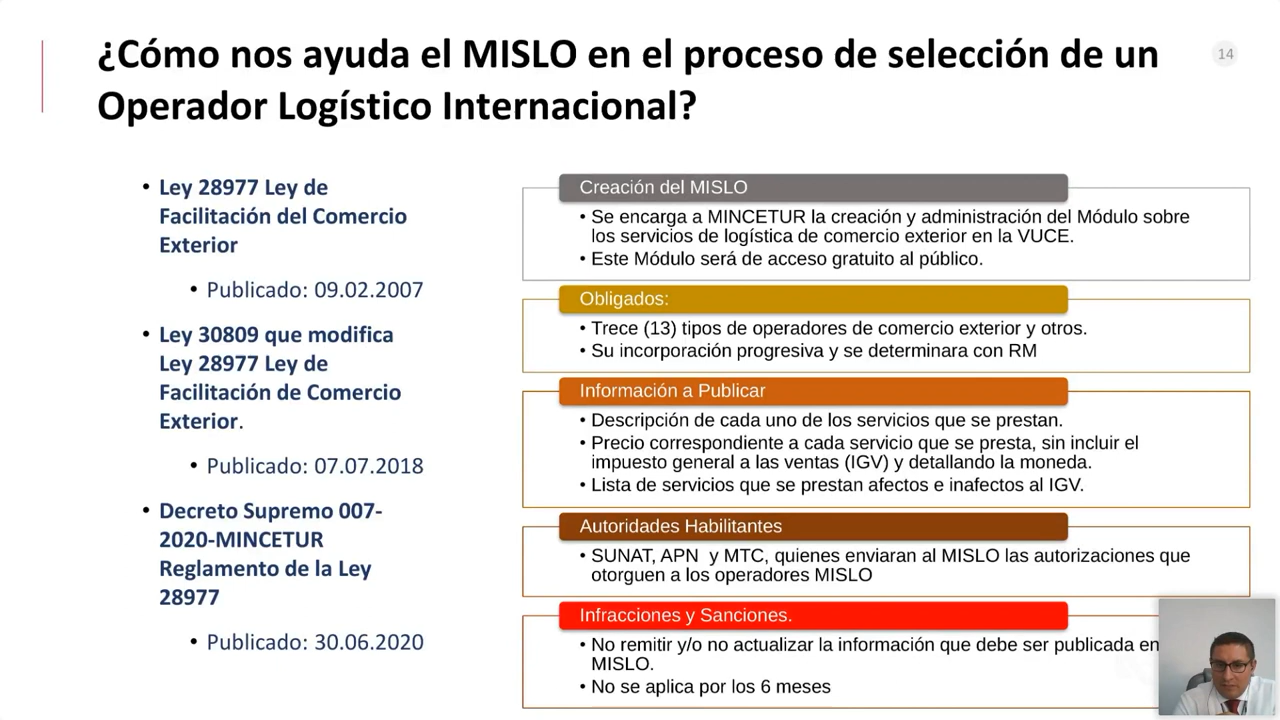 ¿Cómo nos ayuda el MISLO en el proceso de selección de un
Operador Logístico Internacional?
14
• Ley 28977 Ley de
Facilitación del Comercio
Exterior
• Publicado: 09.02.2007
• Ley 30809 que modifica
Ley 28977 Ley de
Facilitación de Comercio
Exterior.
• Publicado: 07.07.2018
• Decreto Supremo 007-
2020-MINCETUR
Reglamento de la Ley
28977
• Publicado: 30.06.2020
Creación del MISLO
• Se encarga a MINCETUR la creación y administración del Módulo sobre
los servicios de logística de comercio exterior en la VUCE.
• Este Módulo será de acceso gratuito al público.
Obligados:
• Trece (13) tipos de operadores de comercio exterior y otros.
• Su incorporación progresiva y se determinara con RM
Información a Publicar
• Descripción de cada uno de los servicios que se prestan.
• Precio correspondiente a cada servicio que se presta, sin incluir el
impuesto general a las ventas (IGV) y detallando la moneda.
• Lista de servicios que se prestan afectos e inafectos al IGV.
Autoridades Habilitantes
• SUNAT, APN y MTC, quienes enviaran al MISLO las autorizaciones que
otorguen a los operadores MISLO
Infracciones y Sanciones.
• No remitir y/o no actualizar la información que debe ser publicada en
MISLO.
• No se aplica por los 6 meses